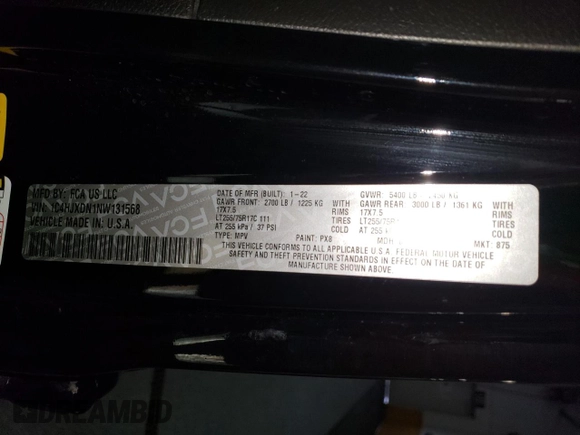 MFD BY: FCA US LLC
VIN: 1C4HJXDN1NW131568
VEHICLE MADE IN U.S.A.
DATE OF MFR (BUILT): 1-22
GAWR FRONT: 2700 LB / 1225 KG WITH
17X7.5 RIMS
LT255/75R17C 111 TIRES
AT 255 kPa / 37 PSI COLD
TYPE: MPV PAINT: PX8
GVWR: 5400 LB
GAWR REAR 3000 LB / 1361 KG WITH
17X7.5 RIMS
TIRES
AT 255 COLD
MKT: 875
THIS VEHICLE CONFORMS TO ALL APPLICABLE U.S.A. FEDERAL MOTOR VEHICLE
SAFETY AND THEFT PREVENTION STANDARDS IN EFFECT ON THE DATE OF
MANUFACTURE SHOWN ABOVE.
DREAMBID